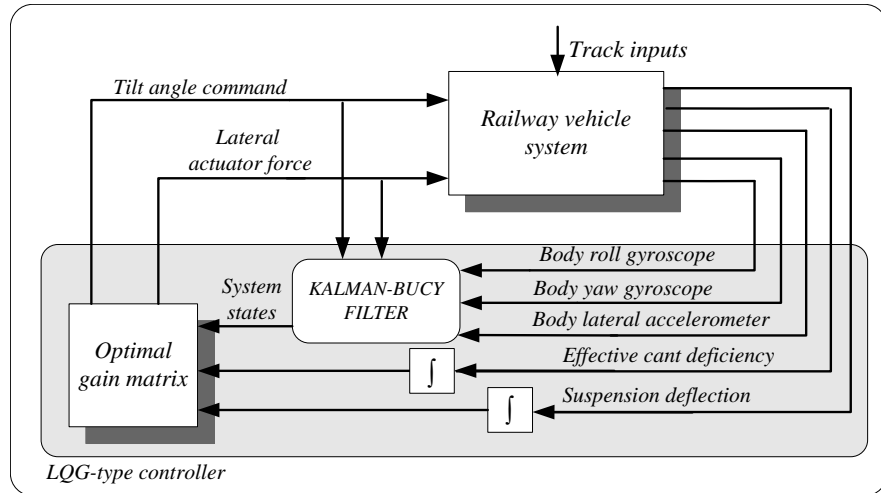 Track inputs
Tilt angle command
Railway vehicle
system
Lateral
actuator force
Body roll gyroscope
System
states
KALMAN-BUCY
FILTER
Body yaw gyroscope
Body lateral accelerometer
Optimal
gain matrix
∫
Effective cant deficiency
∫
Suspension deflection
LQG-type controller